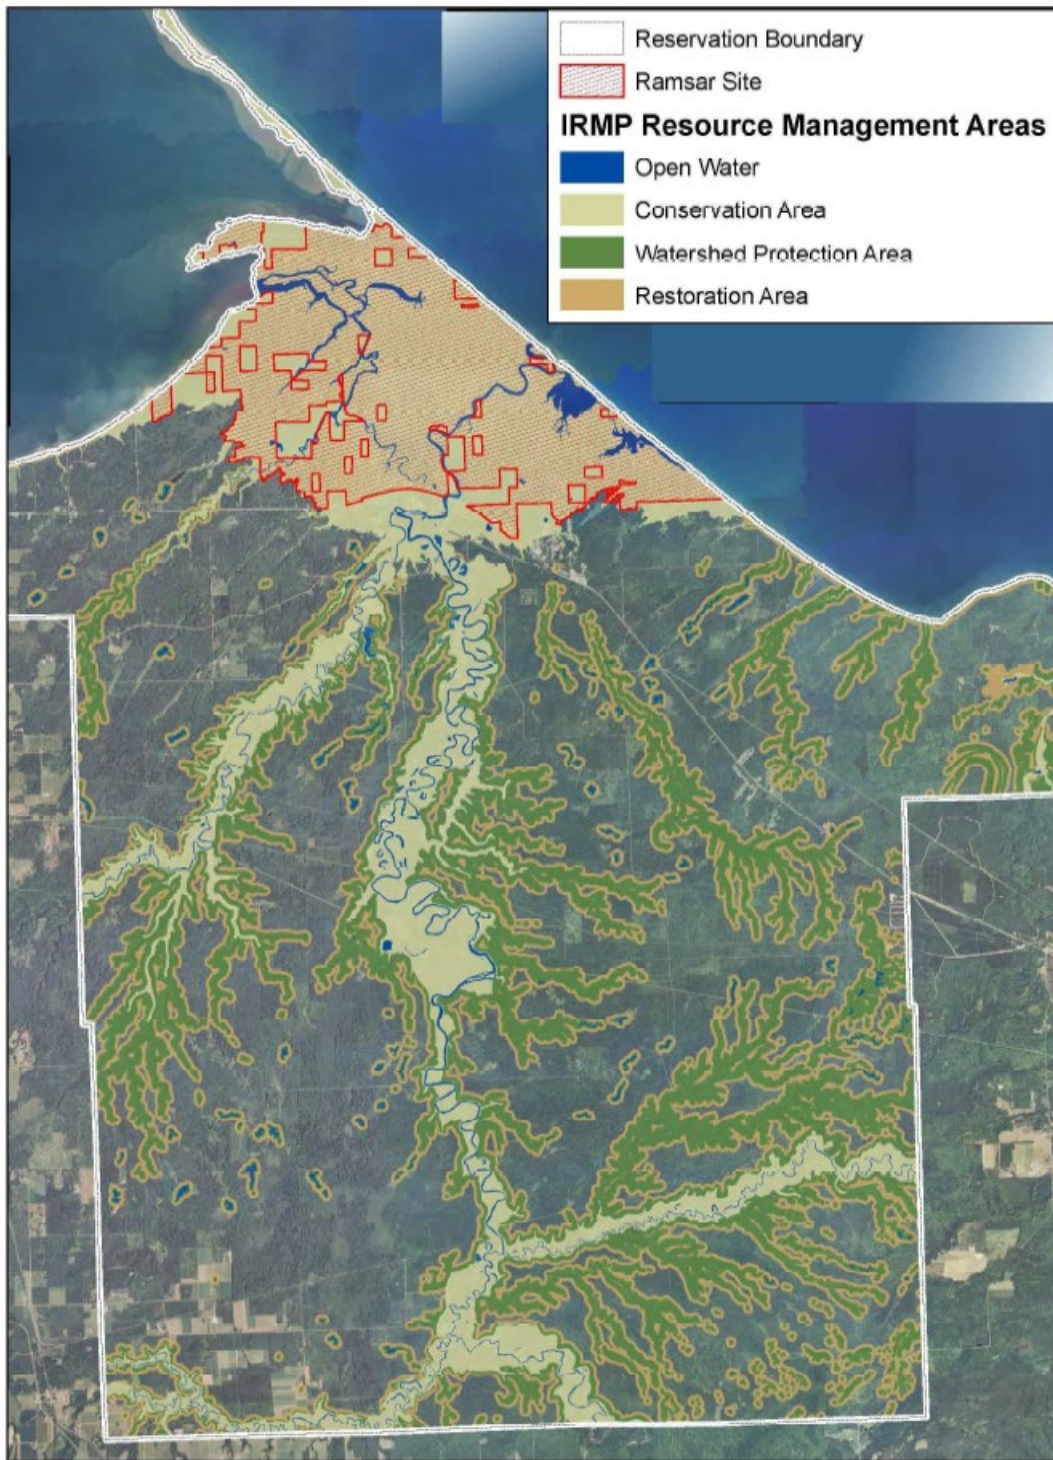 Reservation Boundary
Ramsar Site
IRMP Resource Management Areas
Open Water
Conservation Area
Watershed Protection Area
Restoration Area